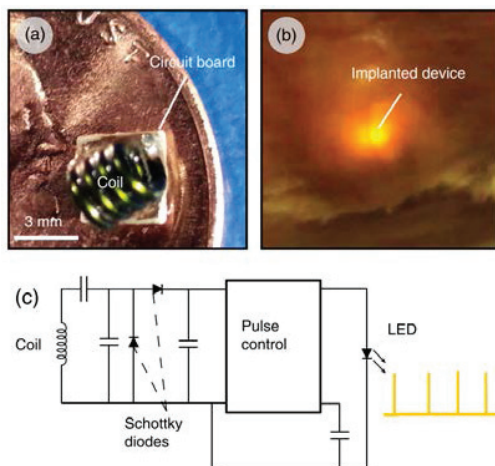 (a)
Circuit board
Coil
3 mm
(b)
Implanted device
(c)
Coil
Pulse
control
LED
Schottky
diodes